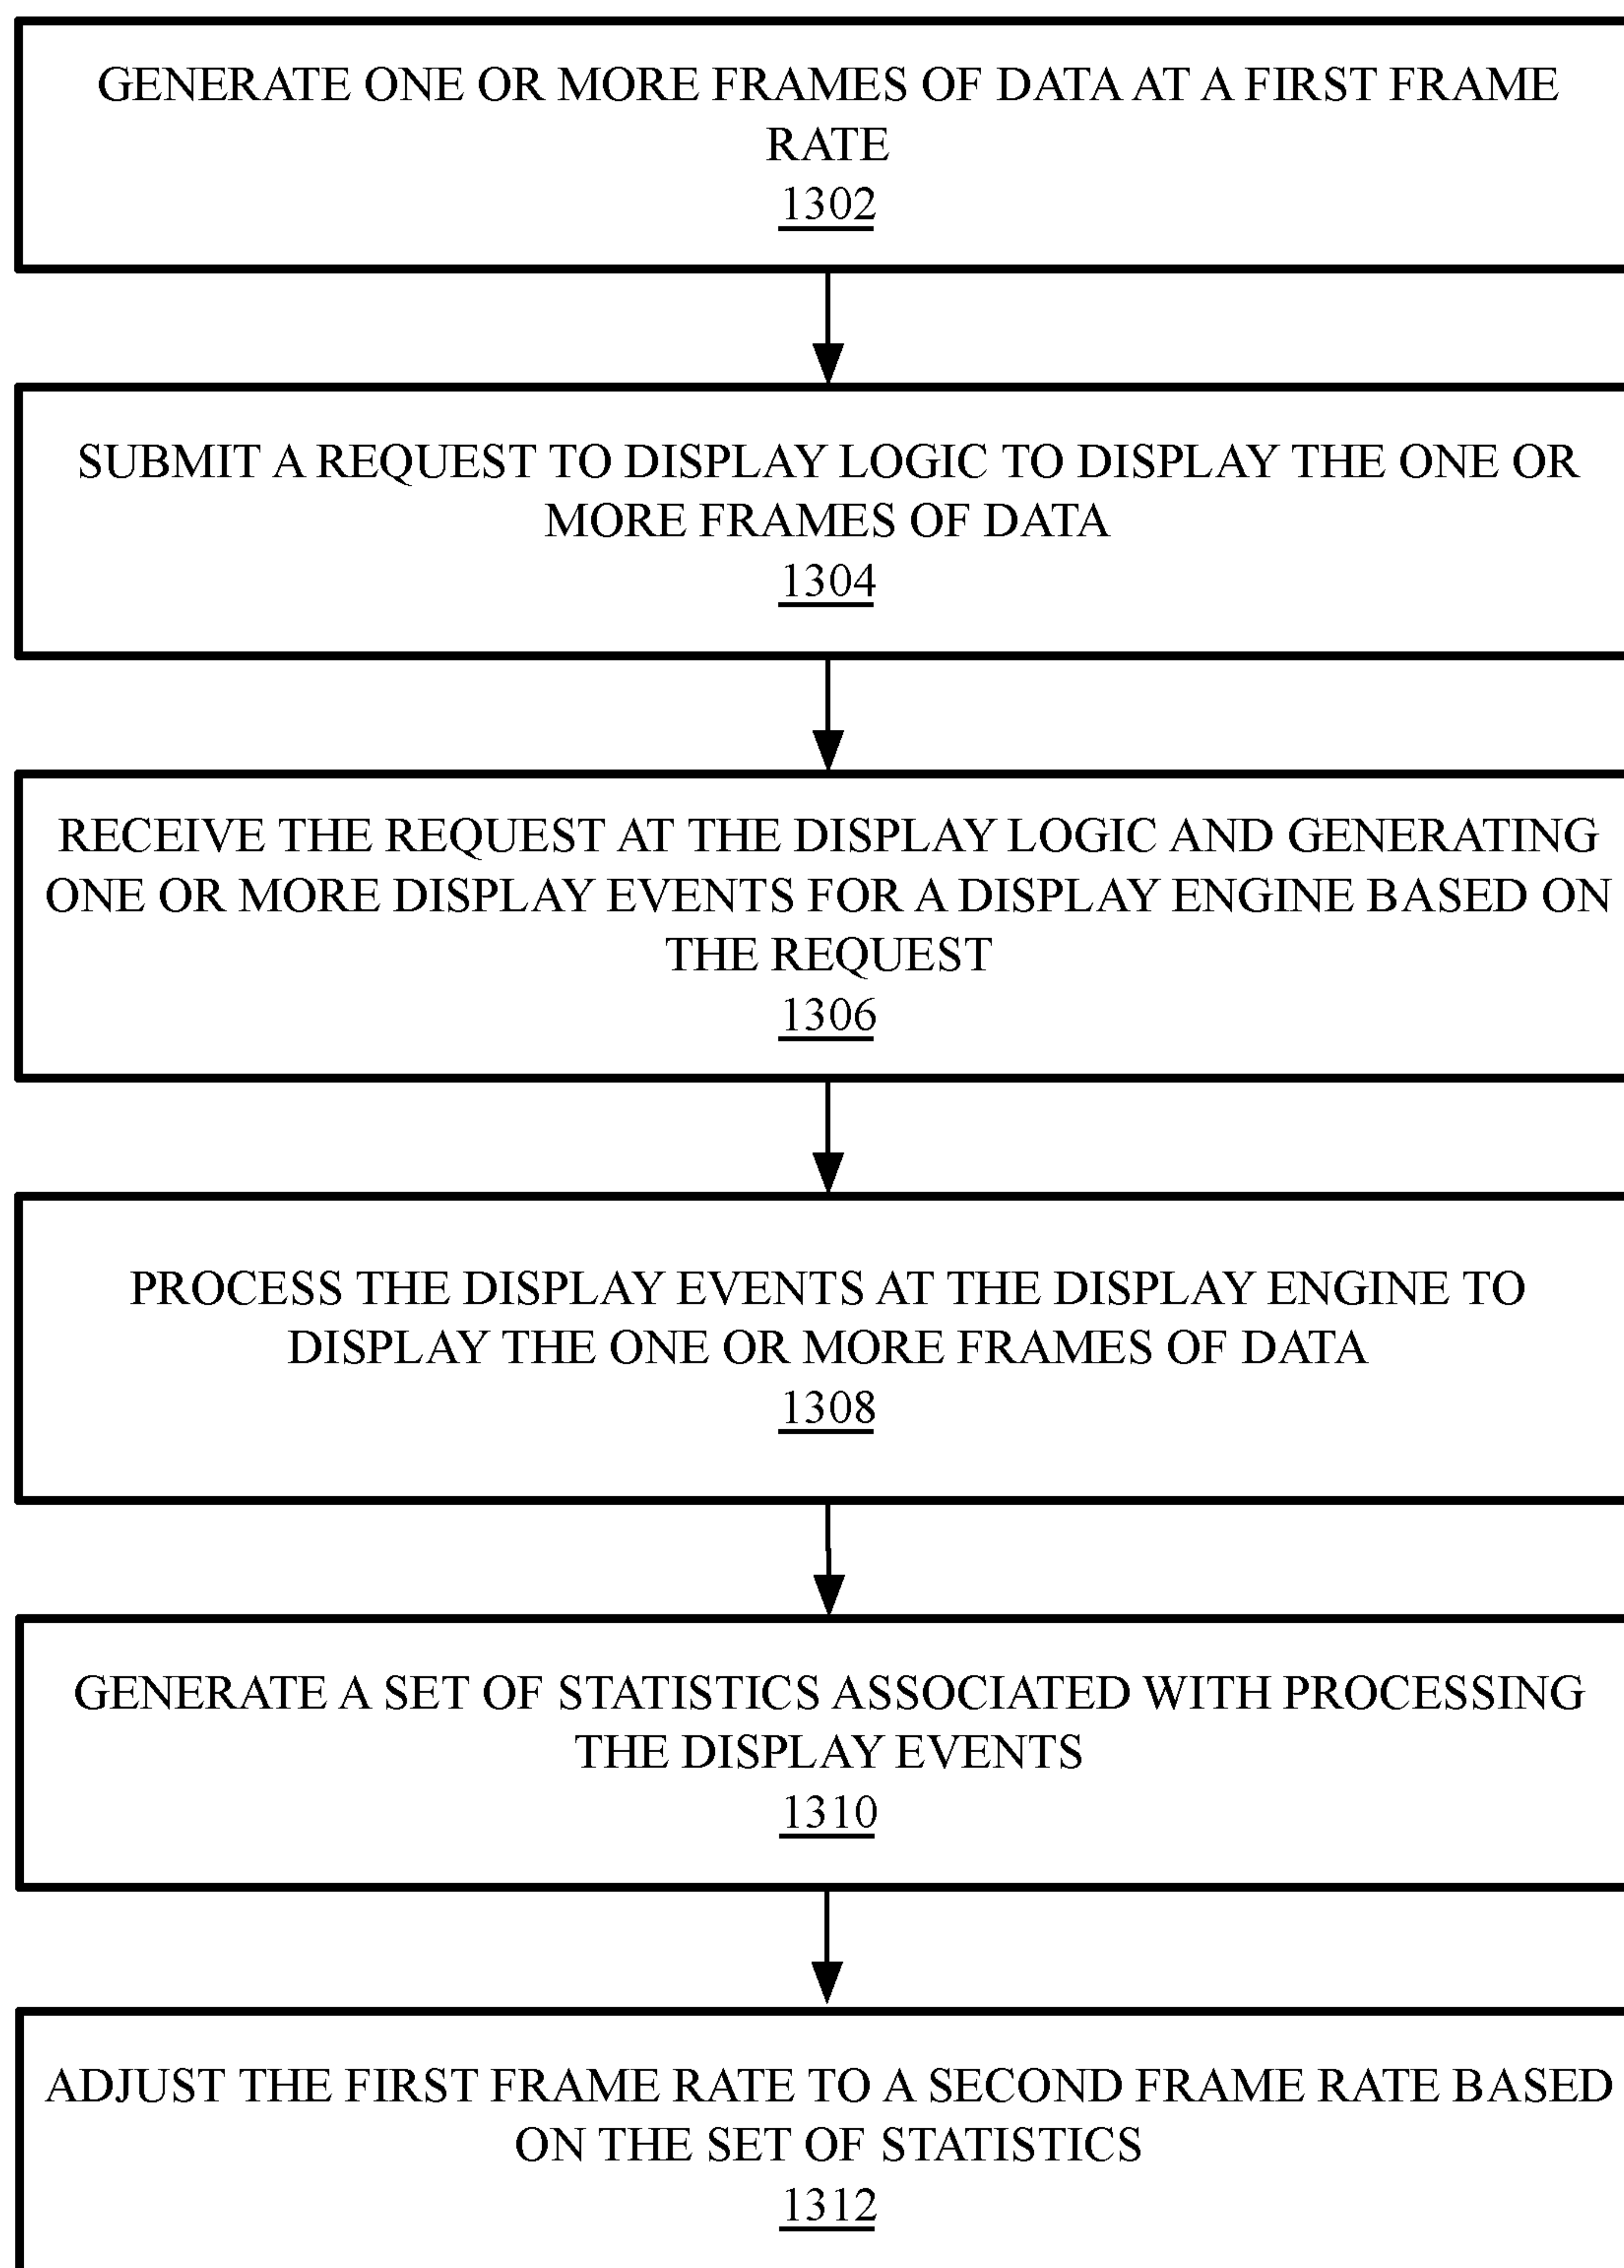 GENERATE ONE OR MORE FRAMES OF DATA AT A FIRST FRAME
RATE
1302
SUBMIT A REQUEST TO DISPLAY LOGIC TO DISPLAY THE ONE OR
MORE FRAMES OF DATA
1304
RECEIVE THE REQUEST AT THE DISPLAY LOGIC AND GENERATING
ONE OR MORE DISPLAY EVENTS FOR A DISPLAY ENGINE BASED ON
THE REQUEST
1306
PROCESS THE DISPLAY EVENTS AT THE DISPLAY ENGINE TO
DISPLAY THE ONE OR MORE FRAMES OF DATA
1308
GENERATE A SET OF STATISTICS ASSOCIATED WITH PROCESSING
THE DISPLAY EVENTS
1310
ADJUST THE FIRST FRAME RATE TO A SECOND FRAME RATE BASED
ON THE SET OF STATISTICS
1312